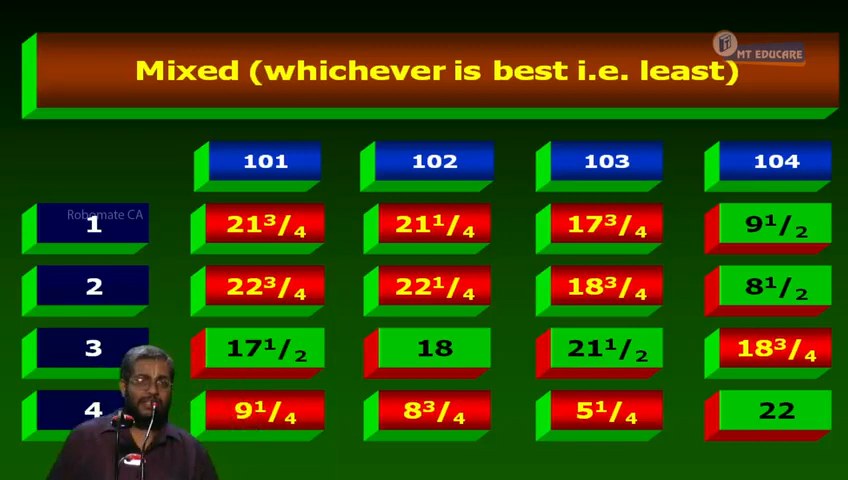 MT EDUCARE
Mixed (whichever is best i.e. least)
101 102 103 104
Robomate CA
1 21³/₄ 21¹/₄ 17³/₄ 9¹/₂
2 22³/₄ 22¹/₄ 18³/₄ 8¹/₂
3 17¹/₂ 18 21¹/₂ 18³/₄
4 9¹/₄ 8³/₄ 5¹/₄ 22